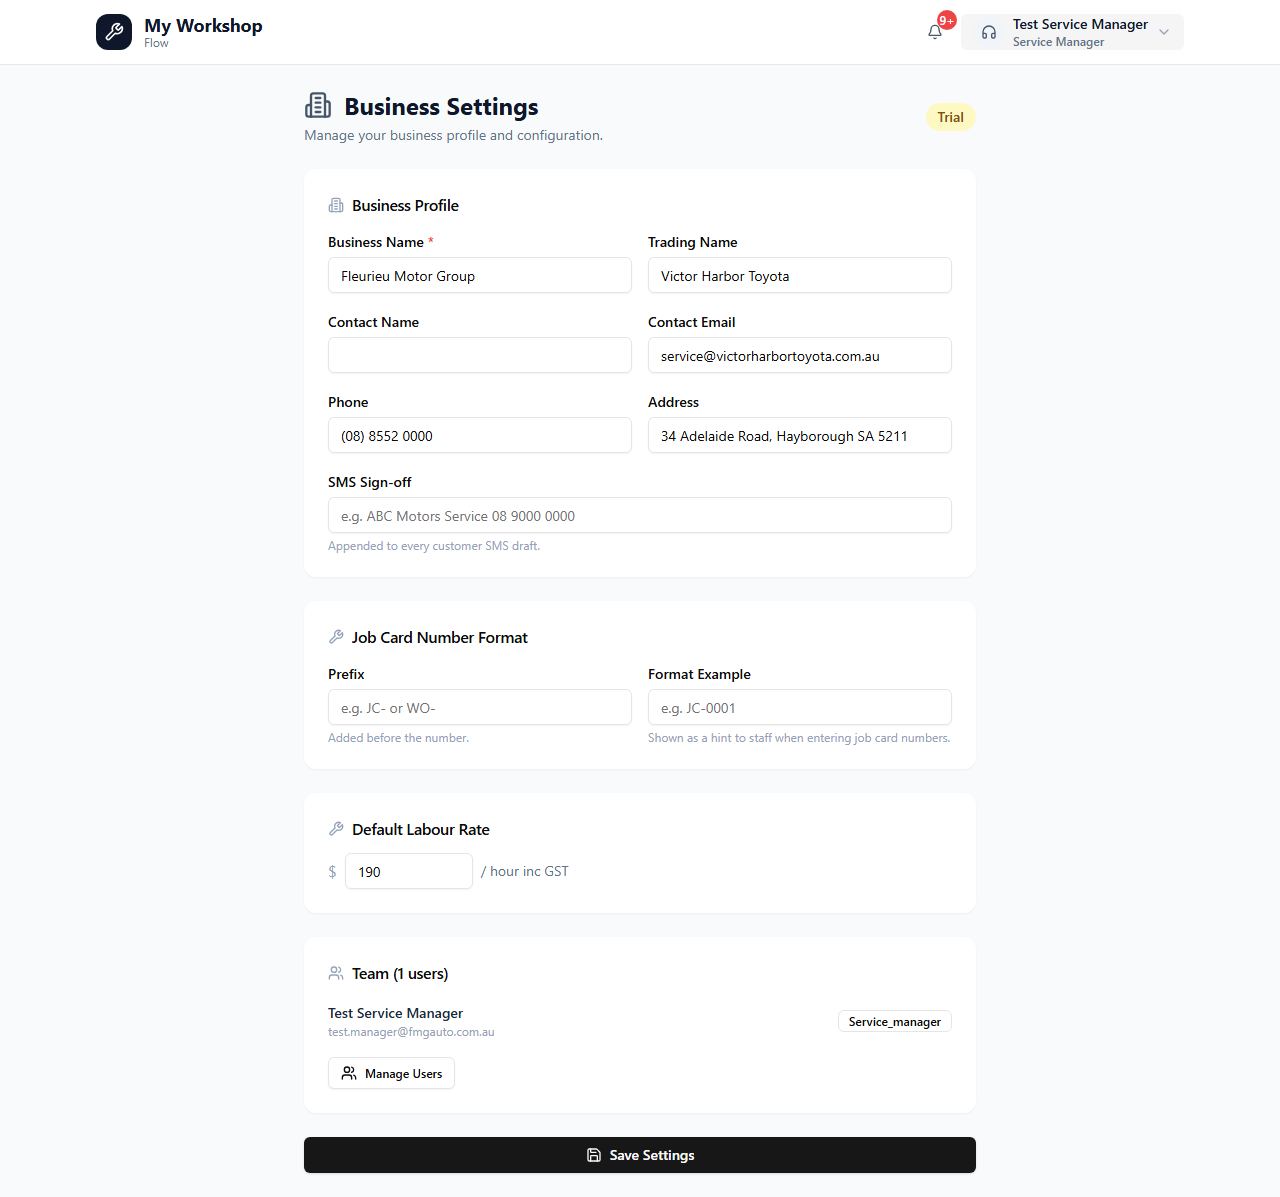 My Workshop
Flow
9+
Test Service Manager
Service Manager
Business Settings
Manage your business profile and configuration.
Trial
Business Profile
Business Name *
Trading Name
Fleurieu Motor Group
Victor Harbor Toyota
Contact Name
Contact Email
service@victorharbortoyota.com.au
Phone
Address
(08) 8552 0000
34 Adelaide Road, Hayborough SA 5211
SMS Sign-off
e.g. ABC Motors Service 08 9000 0000
Appended to every customer SMS draft.
Job Card Number Format
Prefix
Format Example
e.g. JC- or WO-
e.g. JC-0001
Added before the number.
Shown as a hint to staff when entering job card numbers.
Default Labour Rate
$ 190 / hour inc GST
Team (1 users)
Test Service Manager
test.manager@fmgauto.com.au
Service_manager
Manage Users
Save Settings